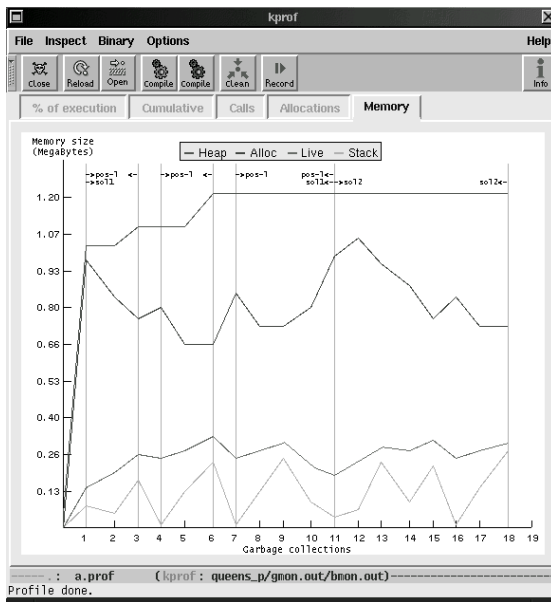 kprof
File Inspect Binary Options Help
Close Reload Open Compile Compile Clean Record Info
% of execution Cumulative Calls Allocations Memory
Memory size
(MegaBytes)
Heap Alloc Live Stack
->pos-1 <- ->pos-1 <- ->pos-1 pos-1<-
->sol1 sol1<-->sol2 sol2<-
1.20
1.07
0.93
0.80
0.66
0.53
0.40
0.26
0.13
1 2 3 4 5 6 7 8 9 10 11 12 13 14 15 16 17 18 19
Garbage collections
-----.: a.prof (kprof: queens_p/gmon.out/bmon.out)----------------
Profile done.